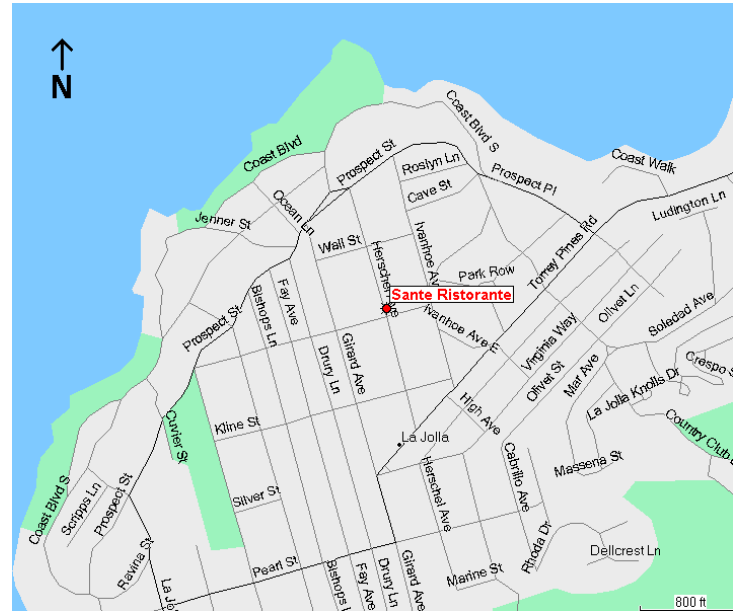 N
Coast Blvd S
Coast Blvd
Prospect St
Roslyn Ln
Coast Walk
Prospect Pl
Cave St
Ludington Ln
Ocean Ln
Jenner St
Wall St
Herschel Ave
Ivanhoe Ave
Torrey Pines Rd
Park Row
Sante Ristorante
Olivet Ln
Fay Ave
Bishops Ln
Prospect St
Ivanhoe Ave E
Virginia Way
Soledad Ave
Girard Ave
Drury Ln
Olivet St
Mar Ave
Crespo S
La Jolla Knolls Dr
High Ave
Kline St
Cuvier St
La Jolla
Country Club
Massena St
Cabrillo Ave
Herschel Ave
Coast Blvd S
Scripps Ln
Prospect St
Silver St
Rhoda Dr
Dellcrest Ln
Ravina St
La Jo
Pearl St
Bishops L
Fay Ave
Drury Ln
Girard Ave
Marine St
800 ft